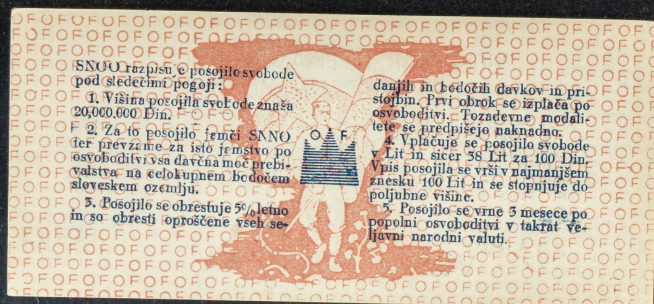 SNOO razpisuje posojilo svobode
pod sledečimi pogoji:
1. Višina posojila svobode znaša
20,000.000 Din.
2. Za to posojilo jemči SNOO
ter prevzame za isto jamstvo po
osvoboditvi vsa davčna moč prebi-
valstva na celokupnem bodočem
slovenskem ozemlju.
3. Posojilo se obrestuje 5% letno
in so obresti oproščene vseh se-
danjih in bodočih davkov in pri-
stojbin. Prvi obrok se izplača po
osvoboditvi. Tozadevne modali-
tete se predpišejo naknadno.
4. Vplačuje se posojilo svobode
v Lit in sicer 38 Lit za 100 Din.
Vpis posojila se vrši v najmanjšem
znesku 100 Lit in se stopnjuje do
poljubne višine.
5. Posojilo se vrne 3 mesece po
popolni osvoboditvi v takrat ve-
ljavni narodni valuti.
O F